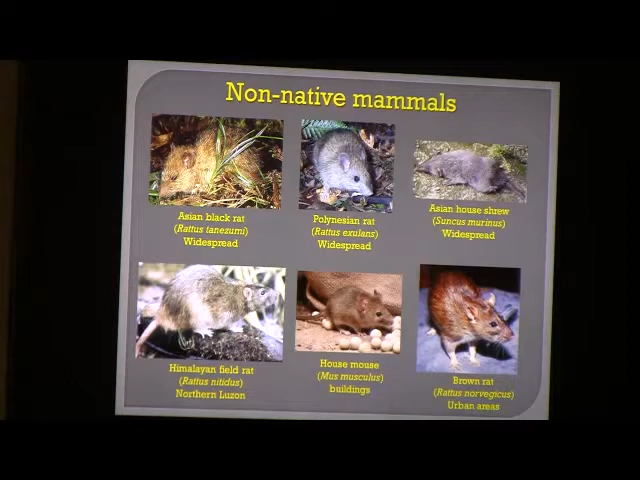 Non-native mammals
Asian black rat
(Rattus tanezumi)
Widespread
Polynesian rat
(Rattus exulans)
Widespread
Asian house shrew
(Suncus murinus)
Widespread
Himalayan field rat
(Rattus nitidus)
Northern Luzon
House mouse
(Mus musculus)
buildings
Brown rat
(Rattus norvegicus)
Urban areas